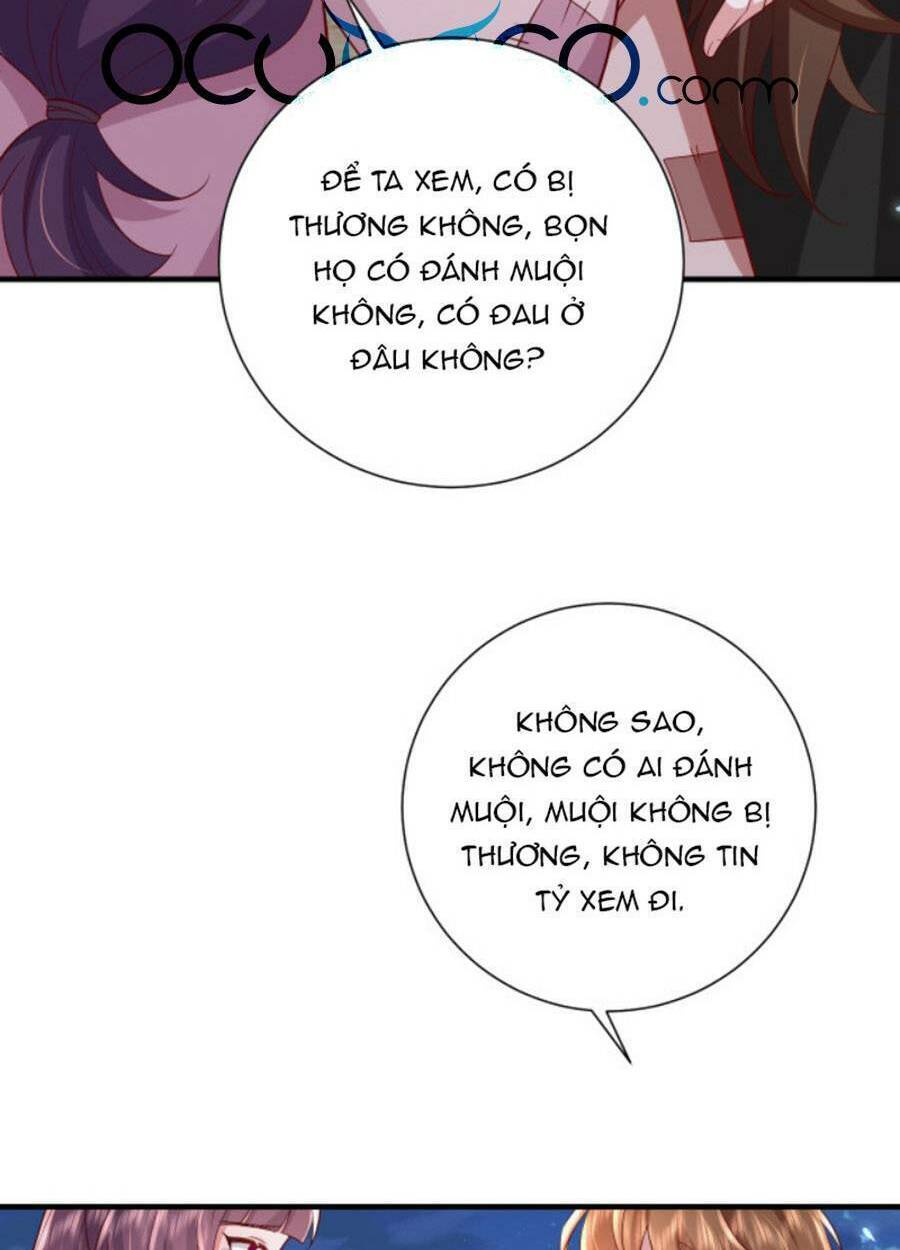 ĐỂ TA XEM, CÓ BỊ
THƯƠNG KHÔNG, BỌN
HỌ CÓ ĐÁNH MUỘI
KHÔNG, CÓ ĐAU Ở
ĐÂU KHÔNG?
KHÔNG SAO,
KHÔNG CÓ AI ĐÁNH
MUỘI, MUỘI KHÔNG BỊ
THƯƠNG, KHÔNG TIN
TỶ XEM ĐI.